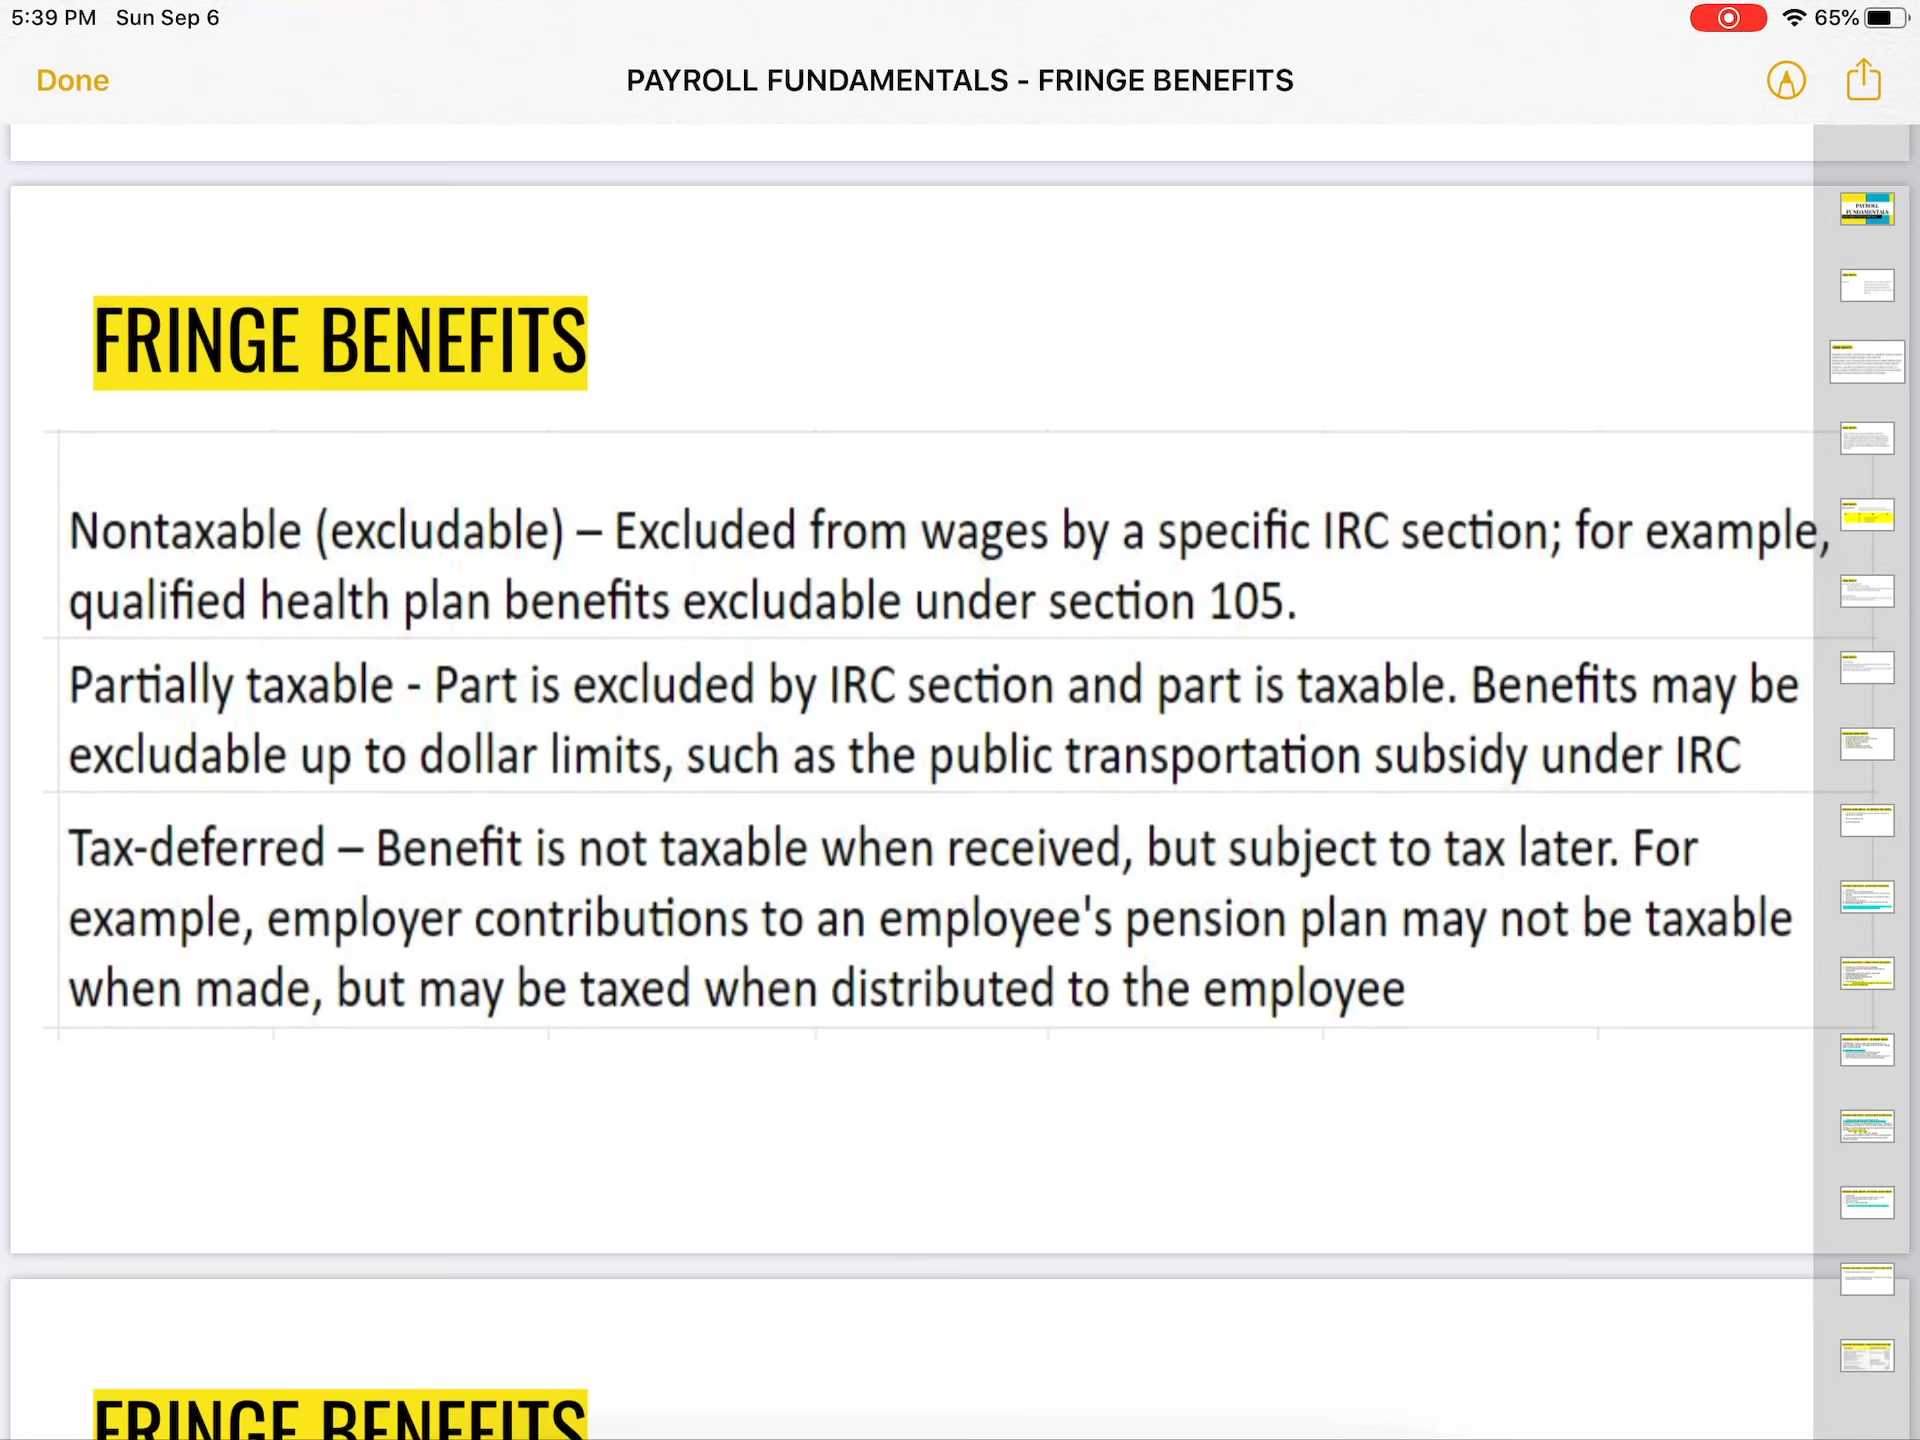 5:39 PM Sun Sep 6
65%
Done
PAYROLL FUNDAMENTALS - FRINGE BENEFITS
FRINGE BENEFITS
Nontaxable (excludable) – Excluded from wages by a specific IRC section; for example,
qualified health plan benefits excludable under section 105.
Partially taxable - Part is excluded by IRC section and part is taxable. Benefits may be
excludable up to dollar limits, such as the public transportation subsidy under IRC
Tax-deferred – Benefit is not taxable when received, but subject to tax later. For
example, employer contributions to an employee's pension plan may not be taxable
when made, but may be taxed when distributed to the employee
FRINGE BENEFITS
PAYROLL
FUNDAMENTALS